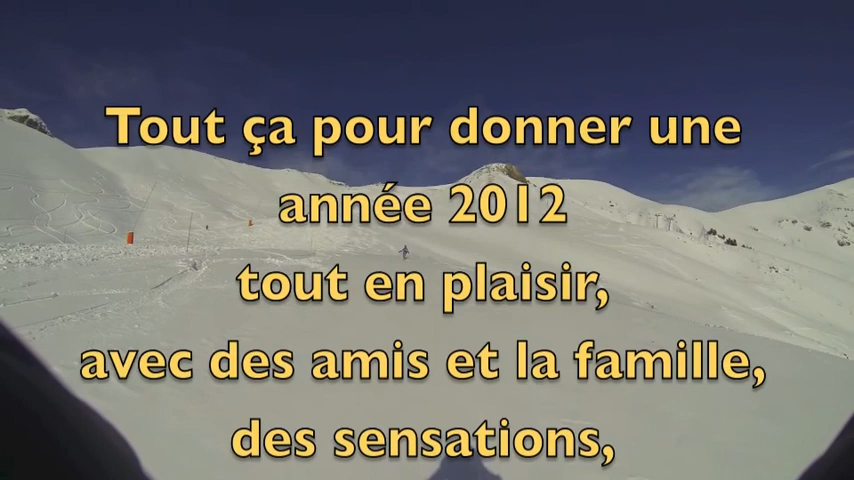 Tout ça pour donner une
année 2012
tout en plaisir,
avec des amis et la famille,
des sensations,